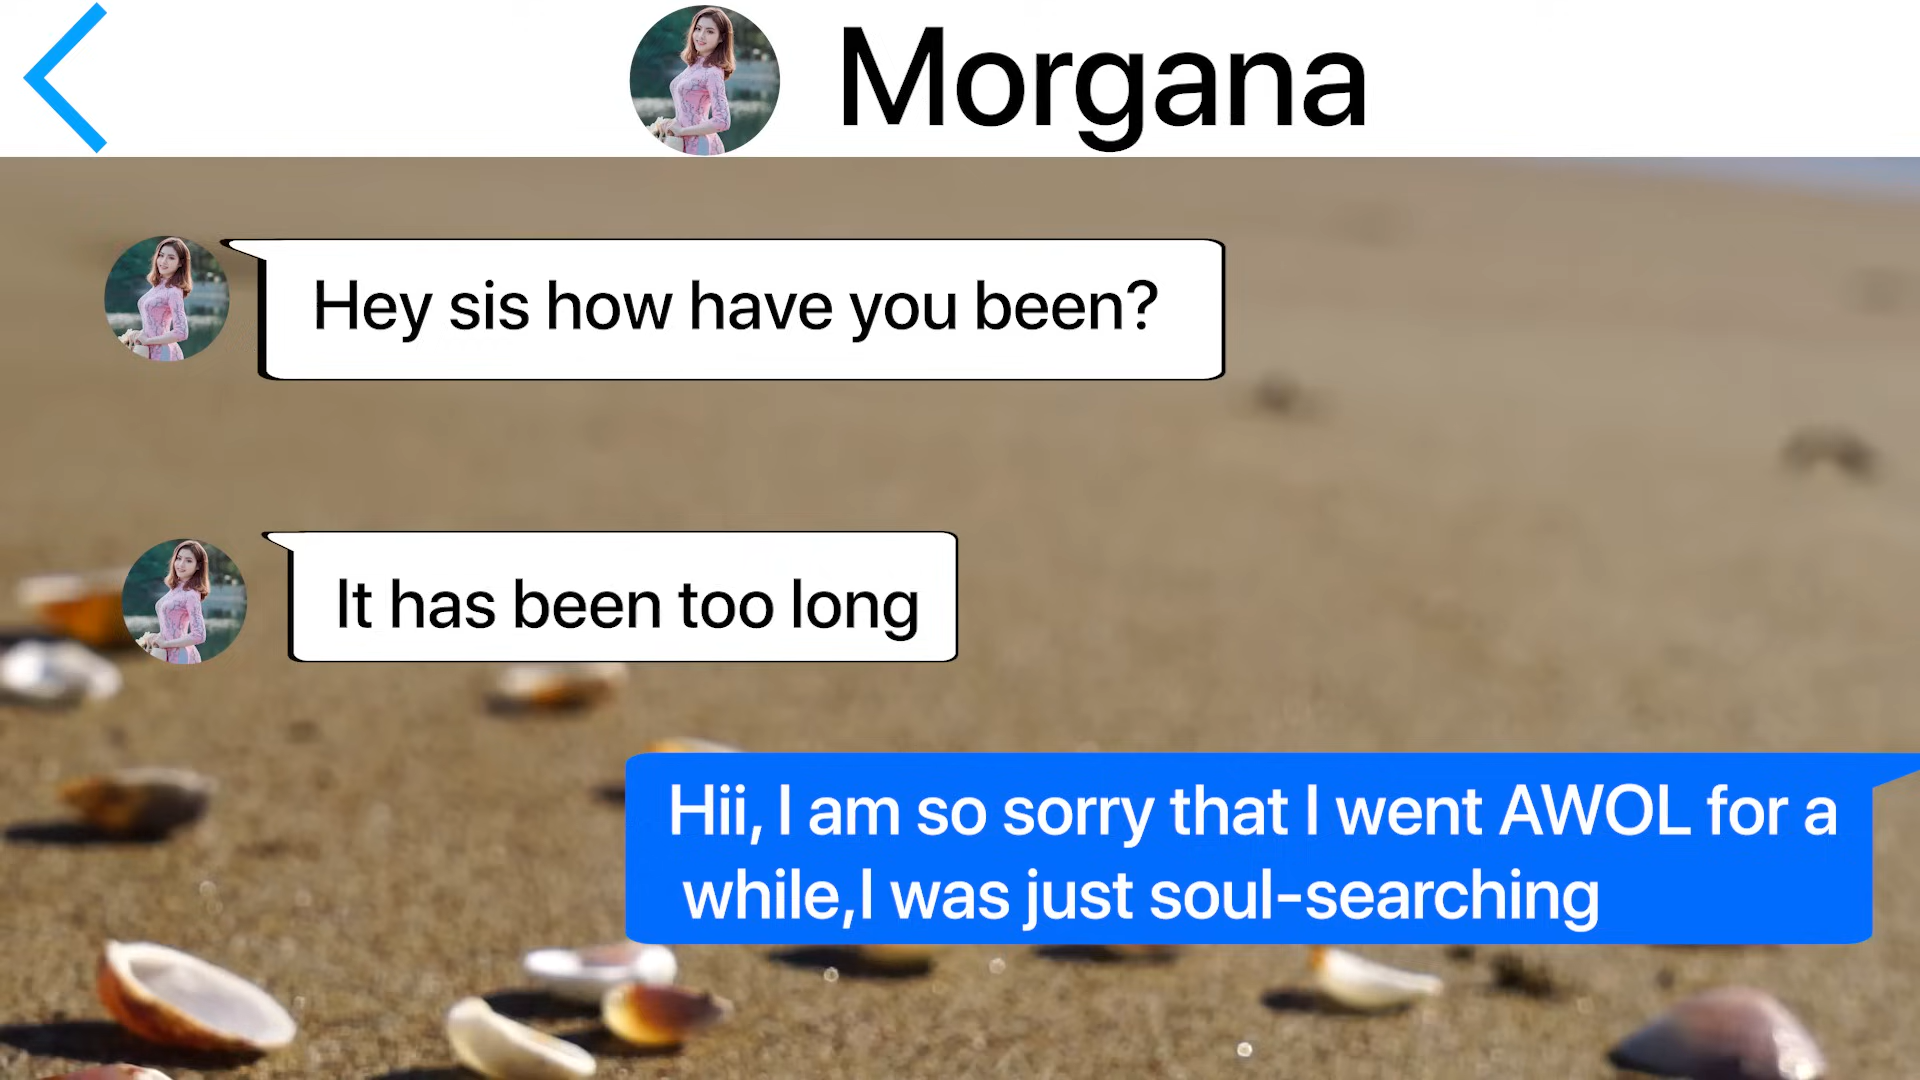 Morgana
Hey sis how have you been?
It has been too long
Hii, I am so sorry that I went AWOL for a
while,I was just soul-searching